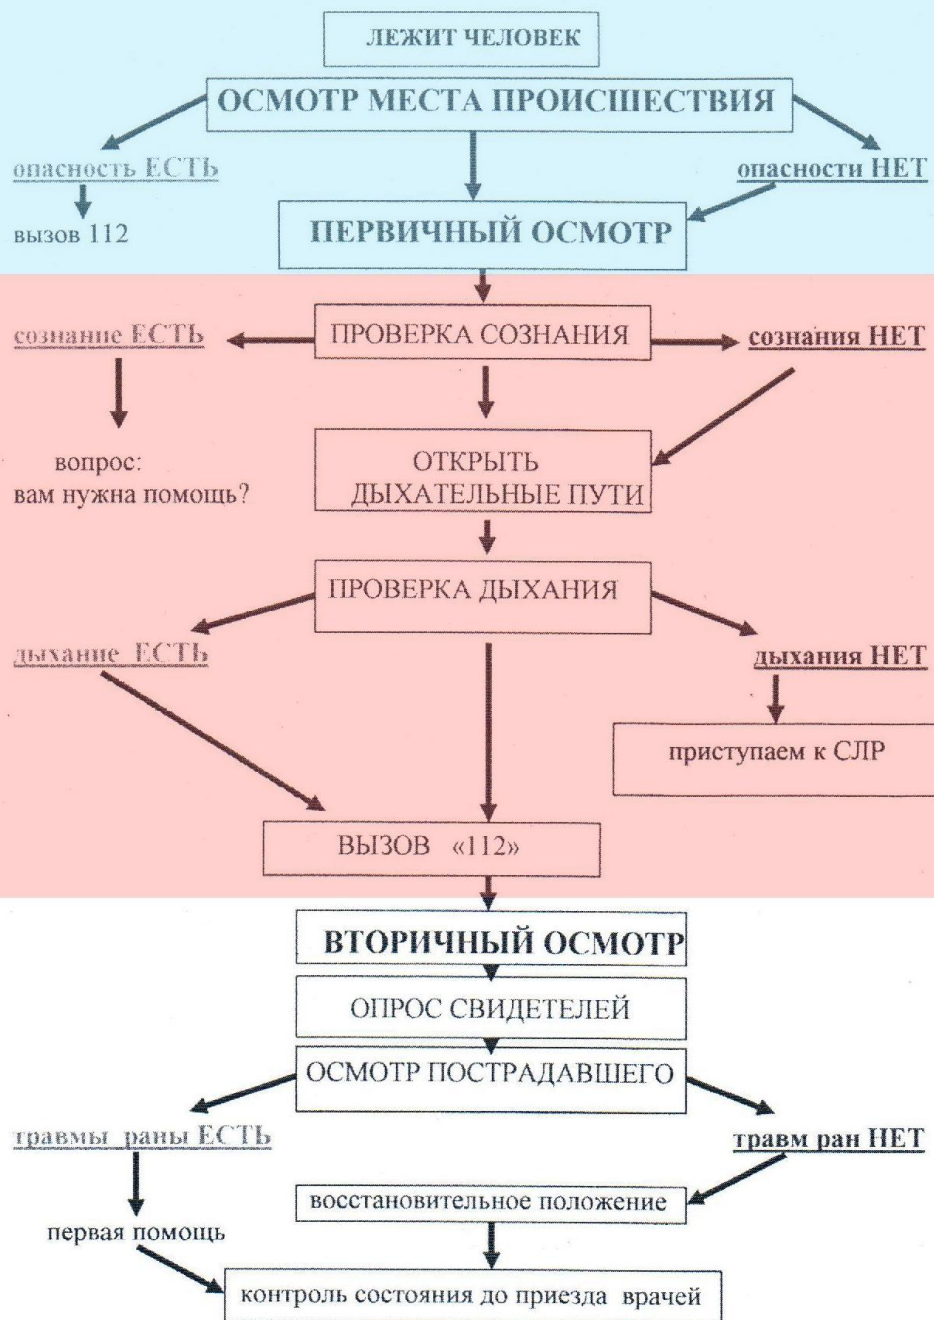 ЛЕЖИТ ЧЕЛОВЕК
ОСМОТР МЕСТА ПРОИСШЕСТВИЯ
опасность ЕСТЬ
опасности НЕТ
вызов 112
ПЕРВИЧНЫЙ ОСМОТР
сознание ЕСТЬ
ПРОВЕРКА СОЗНАНИЯ
сознания НЕТ
вопрос:
вам нужна помощь?
ОТКРЫТЬ
ДЫХАТЕЛЬНЫЕ ПУТИ
ПРОВЕРКА ДЫХАНИЯ
дыхание ЕСТЬ
дыхания НЕТ
приступаем к СЛР
ВЫЗОВ «112»
ВТОРИЧНЫЙ ОСМОТР
ОПРОС СВИДЕТЕЛЕЙ
ОСМОТР ПОСТРАДАВШЕГО
травмы раны ЕСТЬ
травм ран НЕТ
восстановительное положение
первая помощь
контроль состояния до приезда врачей